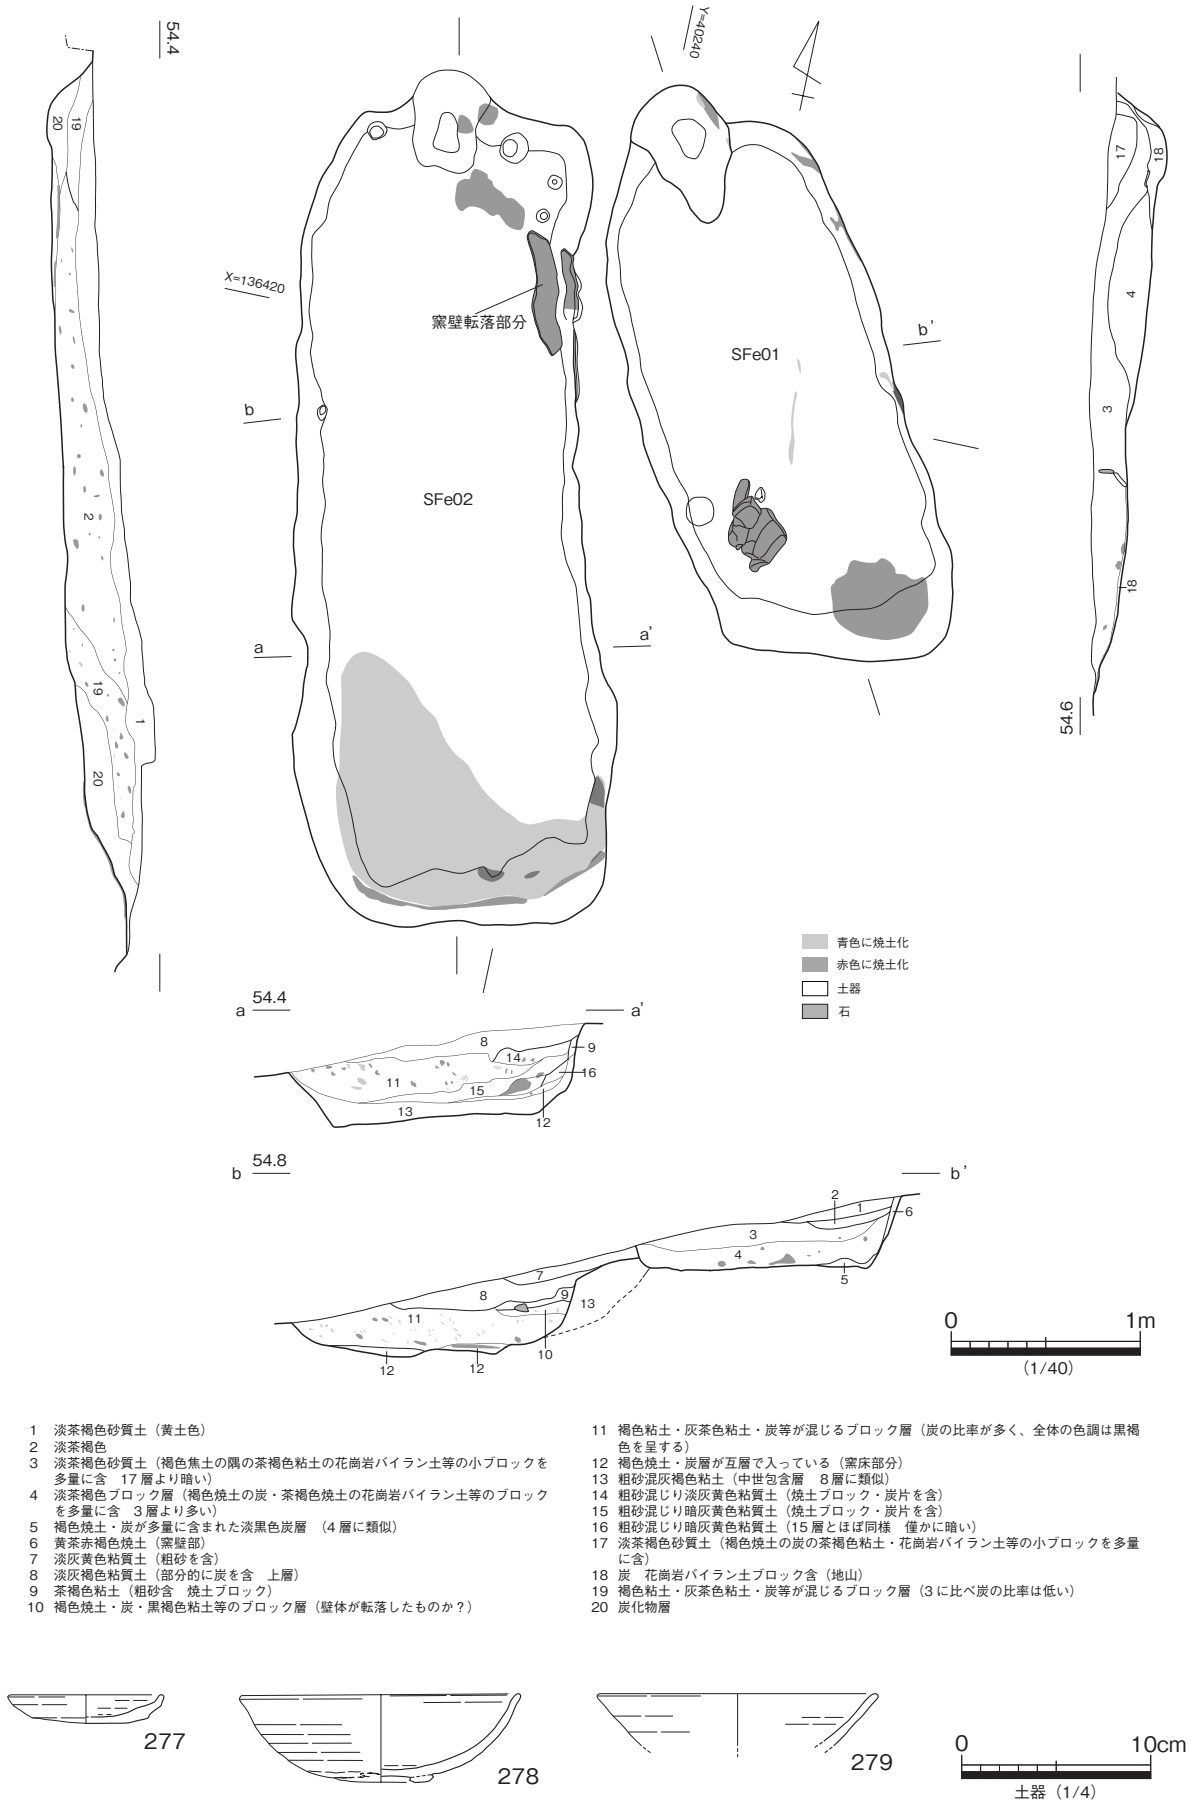 54.4
Y=40240
20
19
17
18
X=136420
4
窯壁転落部分
SFe01
b'
b
3
SFe02
2
18
a
a'
19
1
54.6
20
青色に焼土化
赤色に焼土化
土器
石
54.4
a
a'
8
9
14
16
11
15
13
12
54.8
b
b'
2
1
6
3
4
5
7
8
9
13
11
10
12
12
0 1m
(1/40)
1 淡茶褐色砂質土（黄土色）
2 淡茶褐色
3 淡茶褐色砂質土（褐色焦土の隅の茶褐色粘土の花崗岩バイラン土等の小ブロックを
多量に含 17層より暗い）
4 淡茶褐色ブロック層（褐色焼土の炭・茶褐色焼土の花崗岩バイラン土等のブロック
を多量に含 3層より多い）
5 褐色焼土・炭が多量に含まれた淡黒色炭層 （4層に類似）
6 黄茶赤褐色焼土（窯壁部）
7 淡灰黄色粘質土（粗砂を含）
8 淡灰褐色粘質土（部分的に炭を含 上層）
9 茶褐色粘土（粗砂含 焼土ブロック）
10 褐色焼土・炭・黒褐色粘土等のブロック層（壁体が転落したものか？）
11 褐色粘土・灰茶色粘土・炭等が混じるブロック層（炭の比率が多く、全体の色調は黒褐
色を呈する）
12 褐色焼土・炭層が互層で入っている（窯床部分）
13 粗砂混灰褐色粘土（中世包含層 8層に類似）
14 粗砂混じり淡灰黄色粘質土（焼土ブロック・炭片を含）
15 粗砂混じり暗灰黄色粘質土（焼土ブロック・炭片を含）
16 粗砂混じり暗灰黄色粘質土（15層とほぼ同様 僅かに暗い）
17 淡茶褐色砂質土（褐色焼土の炭の茶褐色粘土・花崗岩バイラン土等の小ブロックを多量
に含）
18 炭 花崗岩バイラン土ブロック含（地山）
19 褐色粘土・灰茶色粘土・炭等が混じるブロック層（3に比べ炭の比率は低い）
20 炭化物層
277
278
279
0 10cm
土器（1/4）